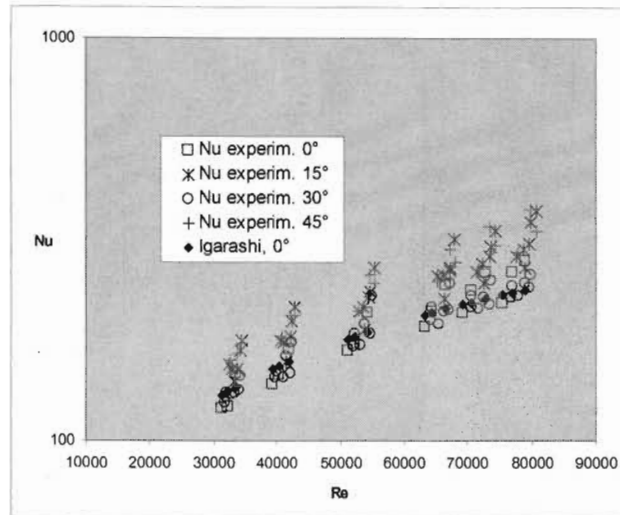 1000
Nu experim. 0°
Nu experim. 15°
Nu experim. 30°
Nu experim. 45°
Igarashi, 0°
Nu
100
10000 20000 30000 40000 50000 60000 70000 80000 90000
Re